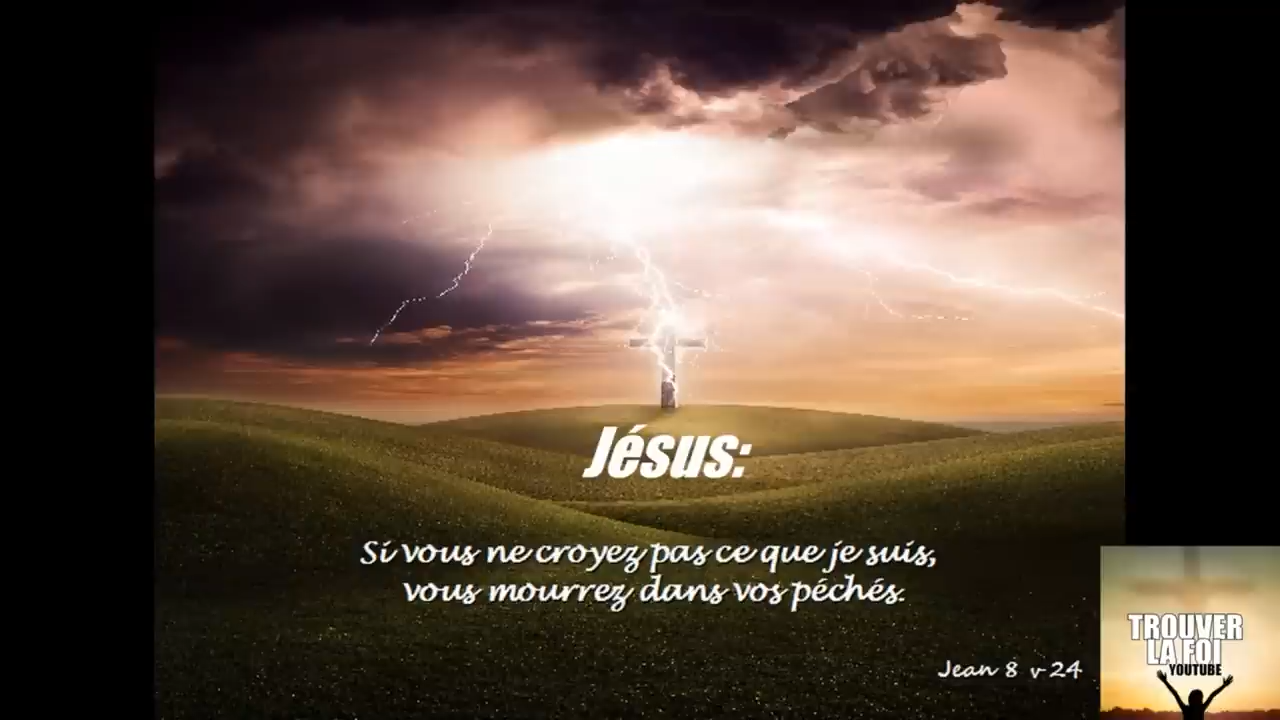 Jésus:
Si vous ne croyez pas ce que je suis,
vous mourrez dans vos péchés.
Jean 8 v 24
TROUVER
LA FOI
YOUTUBE